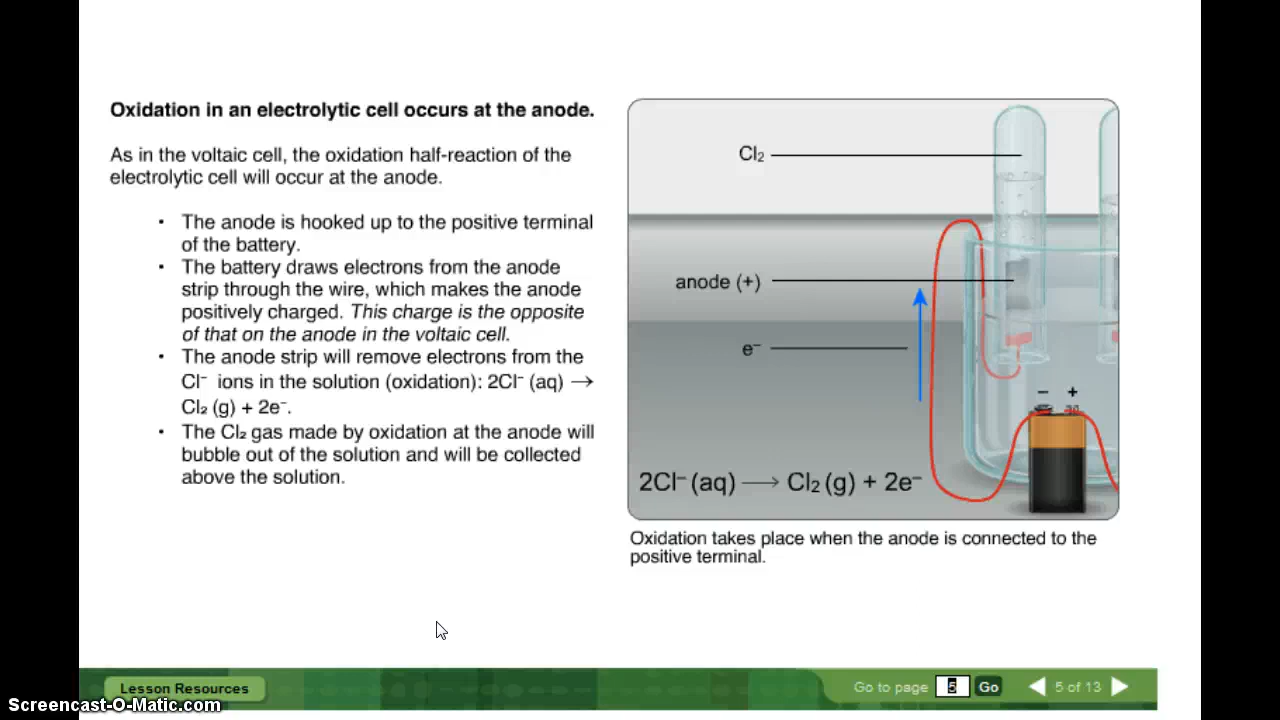 Oxidation in an electrolytic cell occurs at the anode.
As in the voltaic cell, the oxidation half-reaction of the
electrolytic cell will occur at the anode.
• The anode is hooked up to the positive terminal
of the battery.
• The battery draws electrons from the anode
strip through the wire, which makes the anode
positively charged. This charge is the opposite
of that on the anode in the voltaic cell.
• The anode strip will remove electrons from the
Cl⁻ ions in the solution (oxidation): 2Cl⁻ (aq) →
Cl₂ (g) + 2e⁻.
• The Cl₂ gas made by oxidation at the anode will
bubble out of the solution and will be collected
above the solution.
Cl₂
anode (+)
e⁻
− +
2Cl⁻ (aq) ⟶ Cl₂ (g) + 2e⁻
Oxidation takes place when the anode is connected to the
positive terminal.
Lesson Resources
Go to page 5 Go 5 of 13
Screencast-O-Matic.com